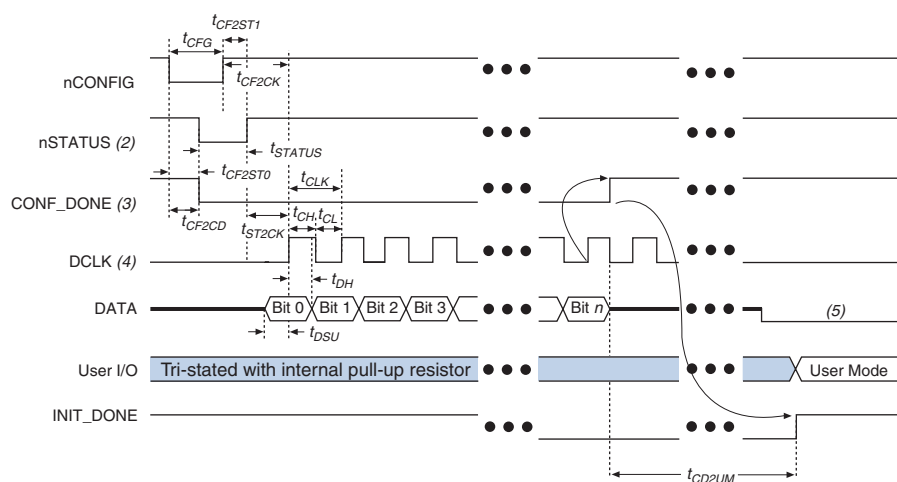 tCF2ST1
tCFG
nCONFIG
tCF2CK
nSTATUS (2)
tSTATUS
tCF2ST0
tCLK
CONF_DONE (3)
tCF2CD
tST2CK
tCH
tCL
DCLK (4)
tDH
DATA
Bit 0
Bit 1
Bit 2
Bit 3
Bit n
(5)
tDSU
User I/O
Tri-stated with internal pull-up resistor
User Mode
INIT_DONE
tCD2UM